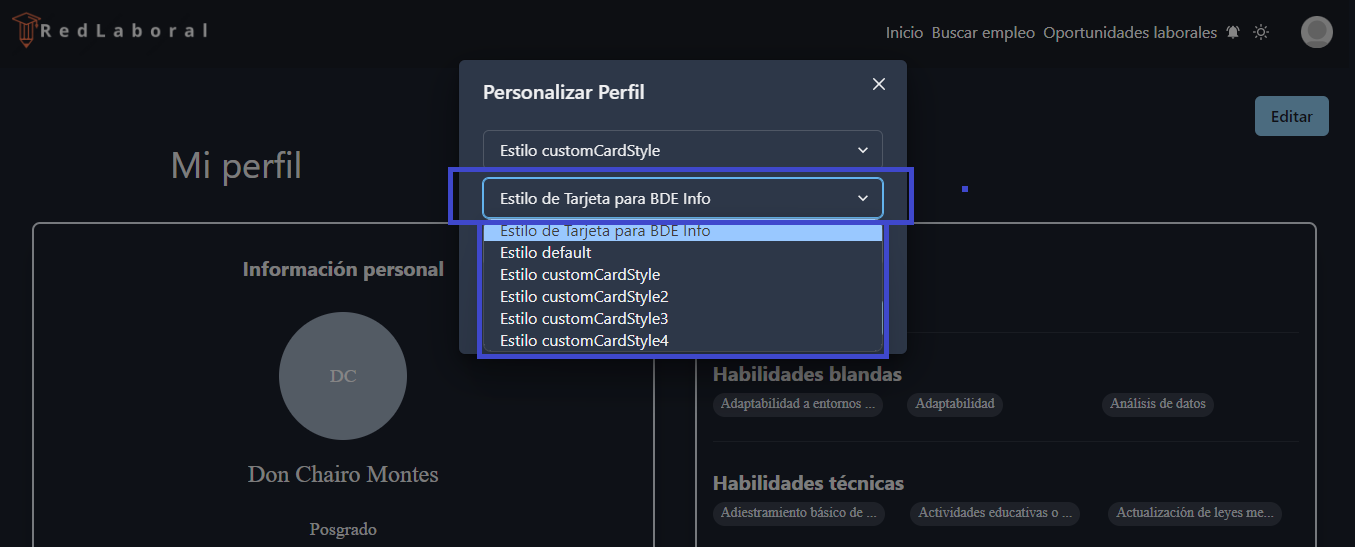 RedLaboral
Inicio Buscar empleo Oportunidades laborales
Personalizar Perfil
Editar
Estilo customCardStyle
Mi perfil
Estilo de Tarjeta para BDE Info
Estilo de Tarjeta para BDE Info
Estilo default
Estilo customCardStyle
Estilo customCardStyle2
Estilo customCardStyle3
Estilo customCardStyle4
Información personal
DC
Don Chairo Montes
Posgrado
Habilidades blandas
Adaptabilidad a entornos ... Adaptabilidad Análisis de datos
Habilidades técnicas
Adiestramiento básico de ... Actividades educativas o ... Actualización de leyes me...